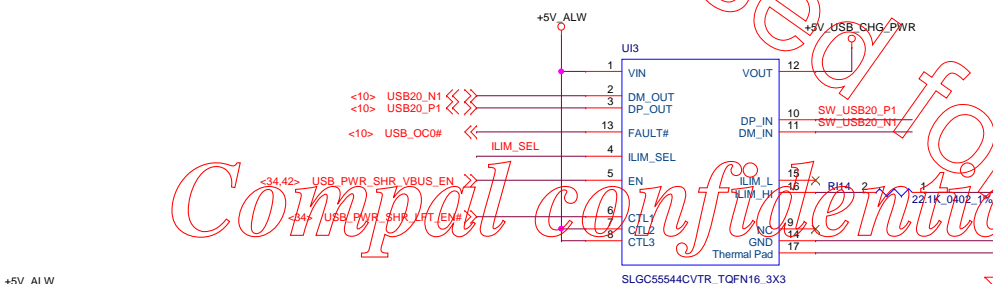 +5V_ALW
+5V_USB_CHG_PWR
UI3
1 VIN VOUT 12
<10> USB20_N1 2 DM_OUT
<10> USB20_P1 3 DP_OUT
DP_IN 10 SW_USB20_P1
DM_IN 11 SW_USB20_N1
<10> USB_OC0# 13 FAULT#
ILIM_SEL 4 ILIM_SEL
<34,42> USB_PWR_SHR_VBUS_EN 5 EN ILIM_L 15
ILIM_HI 16 RI14 2 1
22.1K_0402_1%
<34> USB_PWR_SHR_LFT_EN# 6 CTL1
7 CTL2 NC 9
8 CTL3 GND 14
Thermal Pad 17
SLGC55544CVTR_TQFN16_3X3
+5V_ALW
Compal confidential